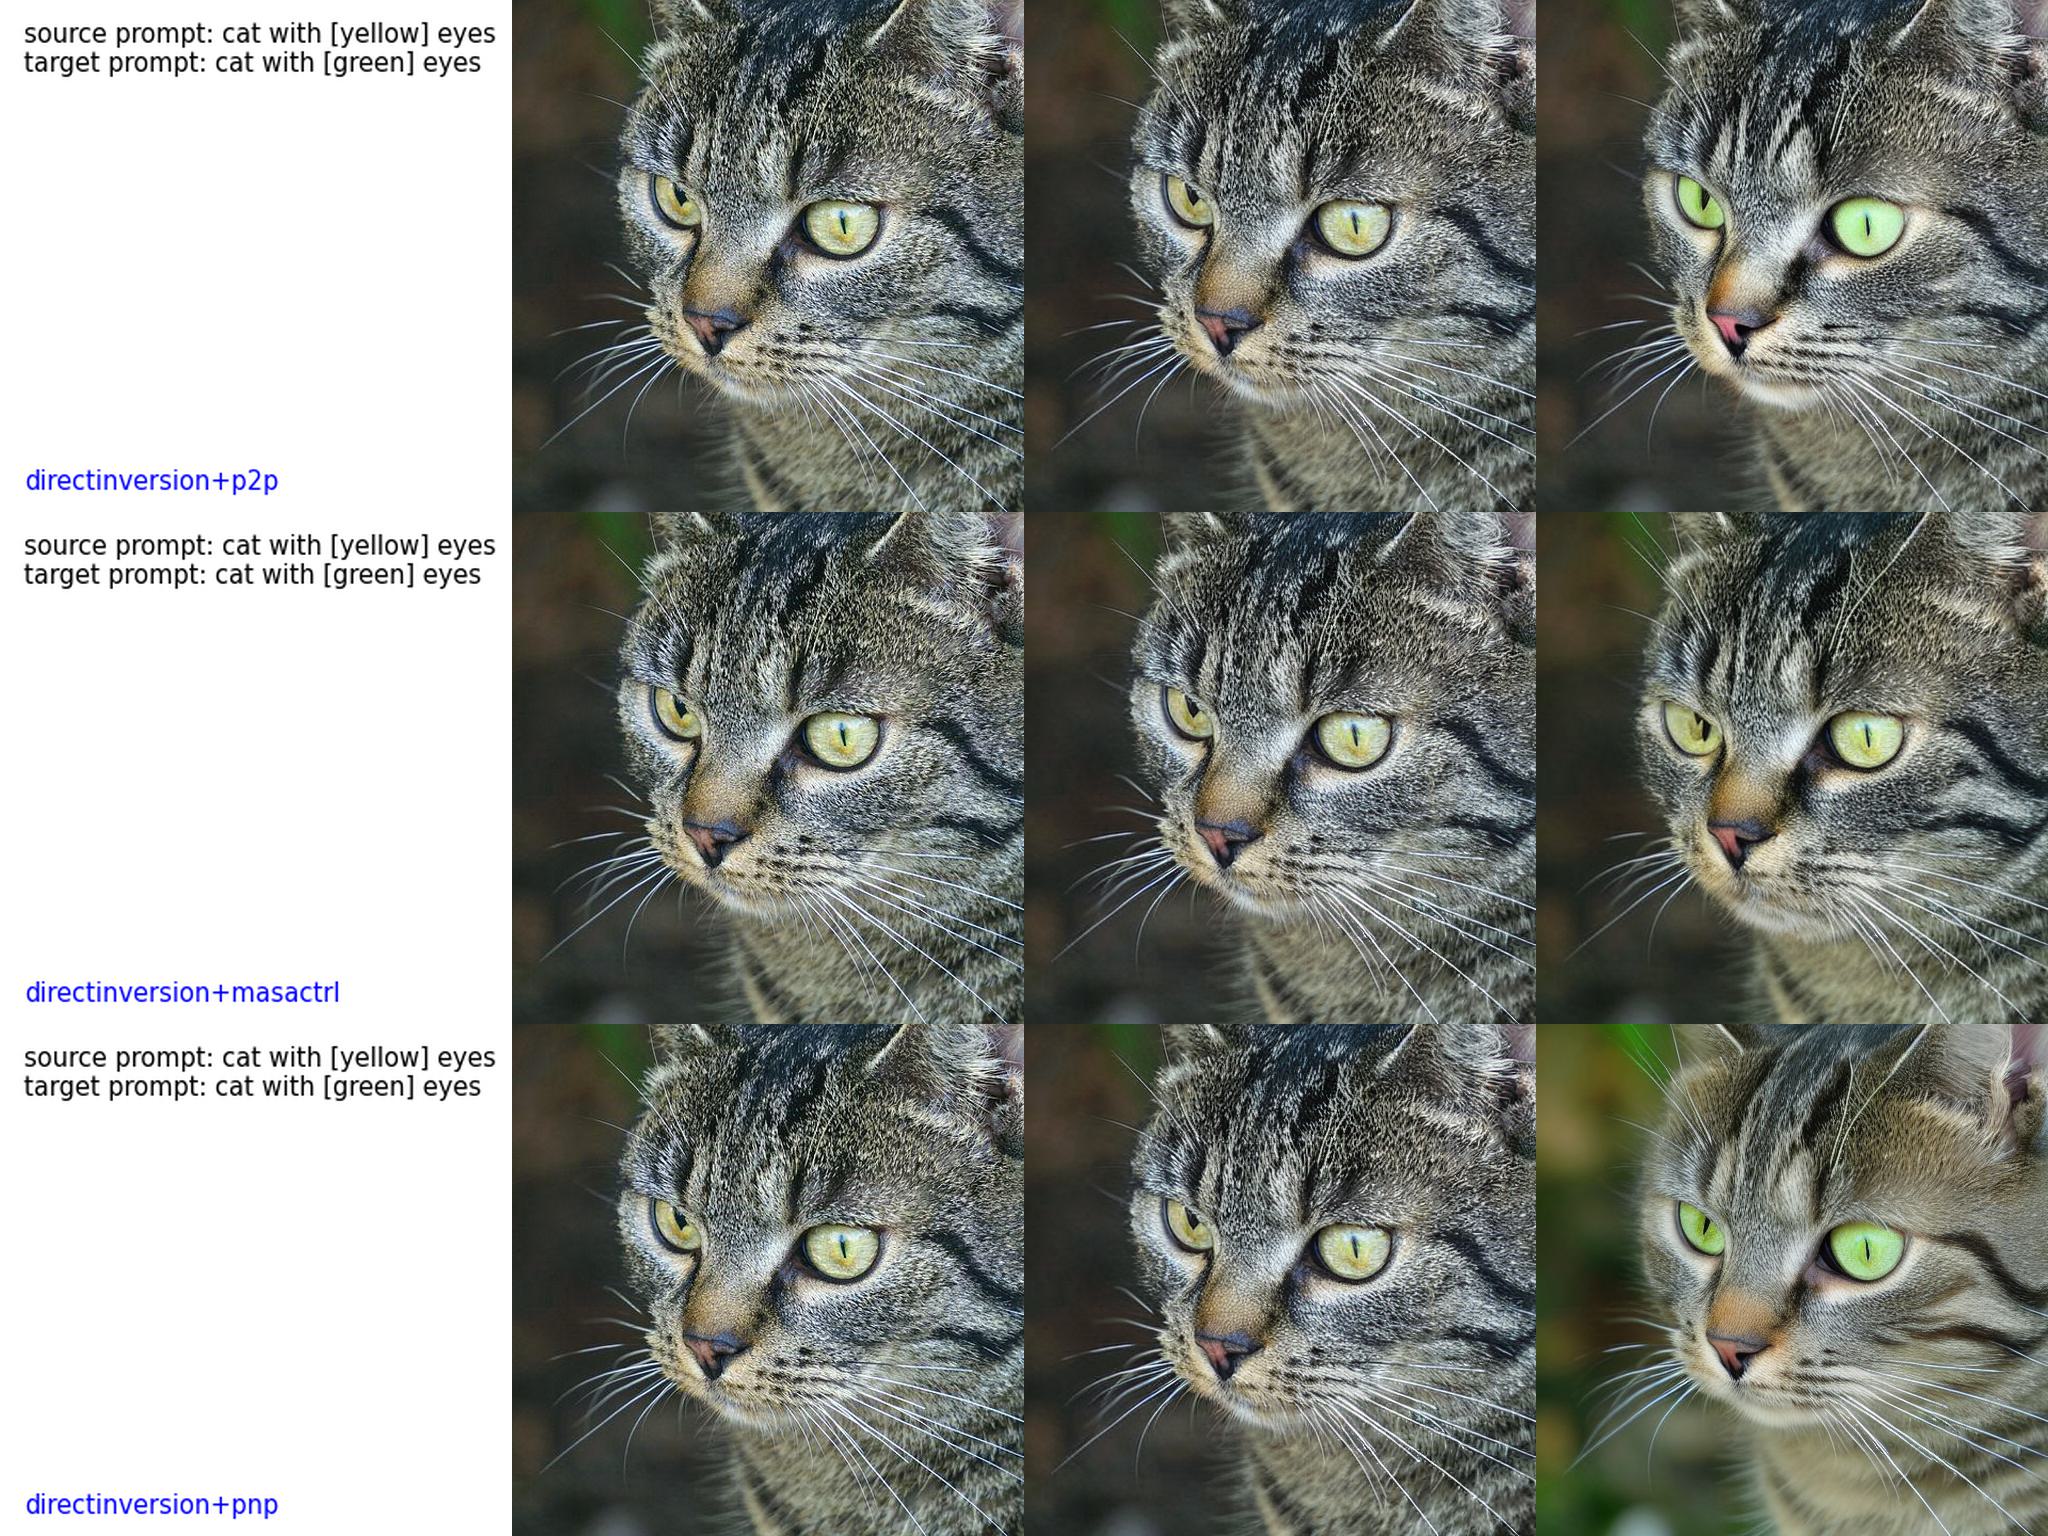 source prompt: cat with [yellow] eyes
target prompt: cat with [green] eyes
directinversion+p2p
source prompt: cat with [yellow] eyes
target prompt: cat with [green] eyes
directinversion+masactrl
source prompt: cat with [yellow] eyes
target prompt: cat with [green] eyes
directinversion+pnp